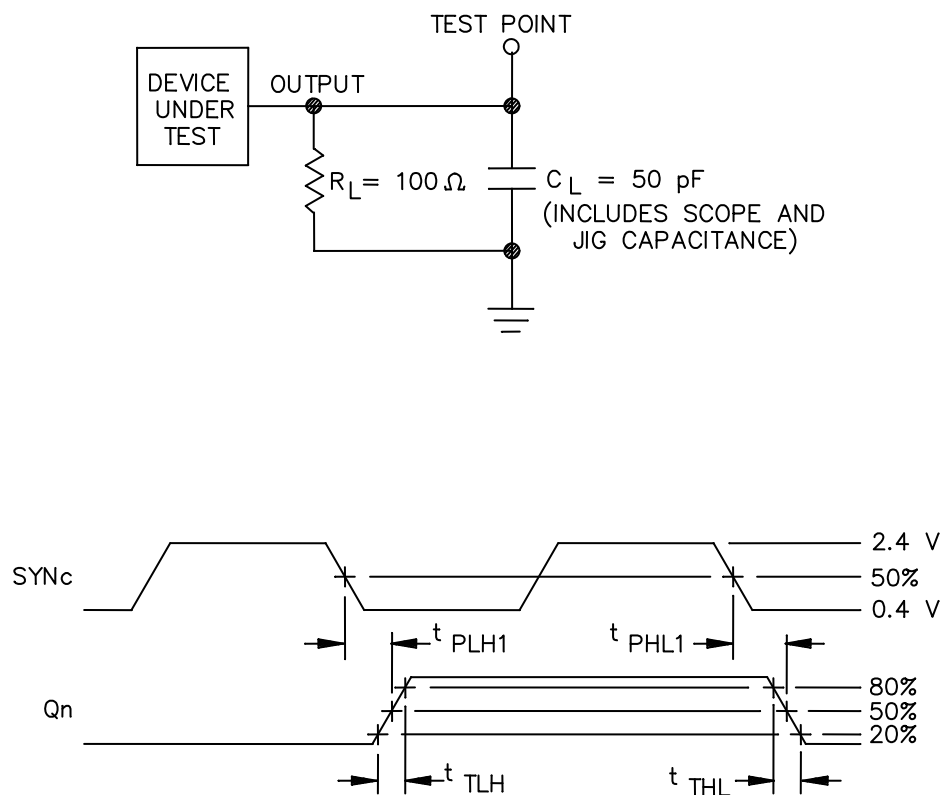 TEST POINT
DEVICE
UNDER
TEST
OUTPUT
RL= 100Ω
CL = 50 pF
(INCLUDES SCOPE AND
JIG CAPACITANCE)
2.4 V
SYNc
50%
0.4 V
tPLH1
tPHL1
80%
Qn
50%
20%
tTLH
tTHL